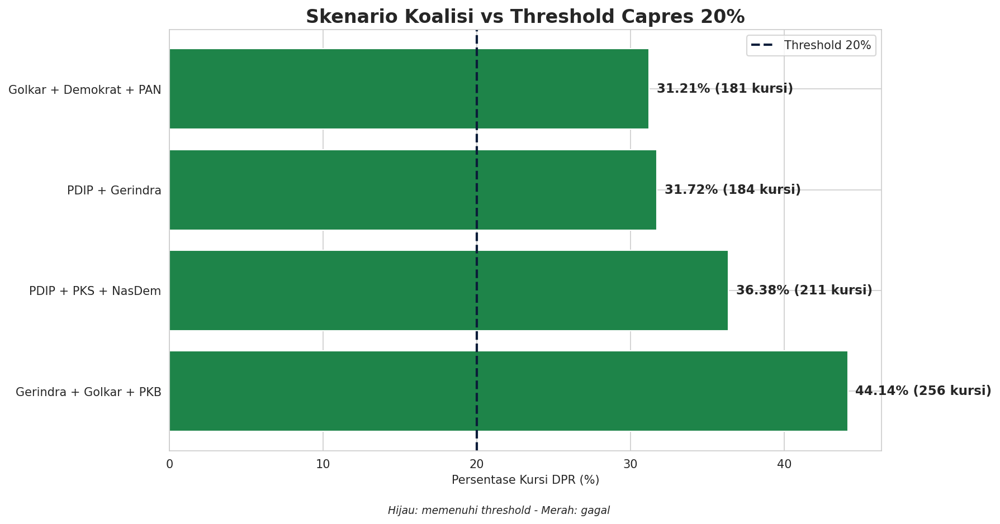 Skenario Koalisi vs Threshold Capres 20%
Threshold 20%
Golkar + Demokrat + PAN
31.21% (181 kursi)
PDIP + Gerindra
31.72% (184 kursi)
PDIP + PKS + NasDem
36.38% (211 kursi)
Gerindra + Golkar + PKB
44.14% (256 kursi)
0 10 20 30 40
Persentase Kursi DPR (%)
Hijau: memenuhi threshold - Merah: gagal